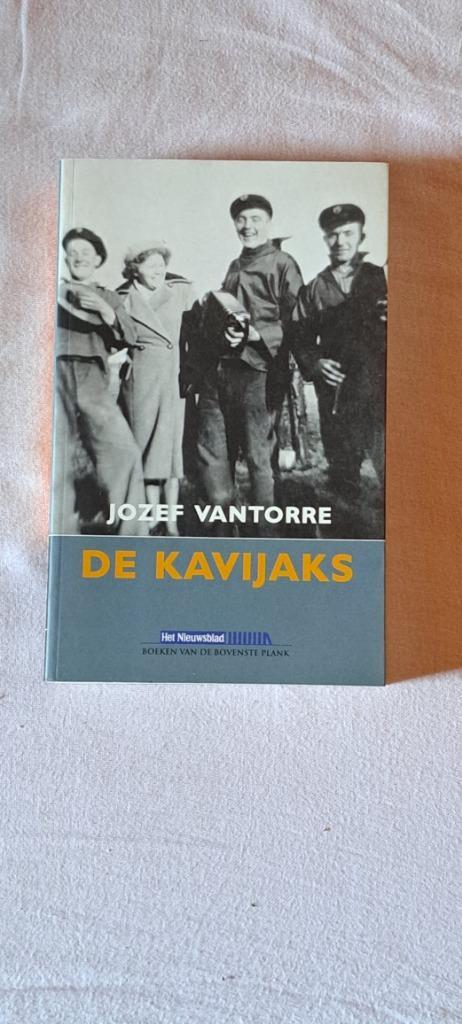 JOZEF VANTORRE
DE KAVIJAKS
Het Nieuwsblad
BOEKEN VAN DE BOVENSTE PLANK